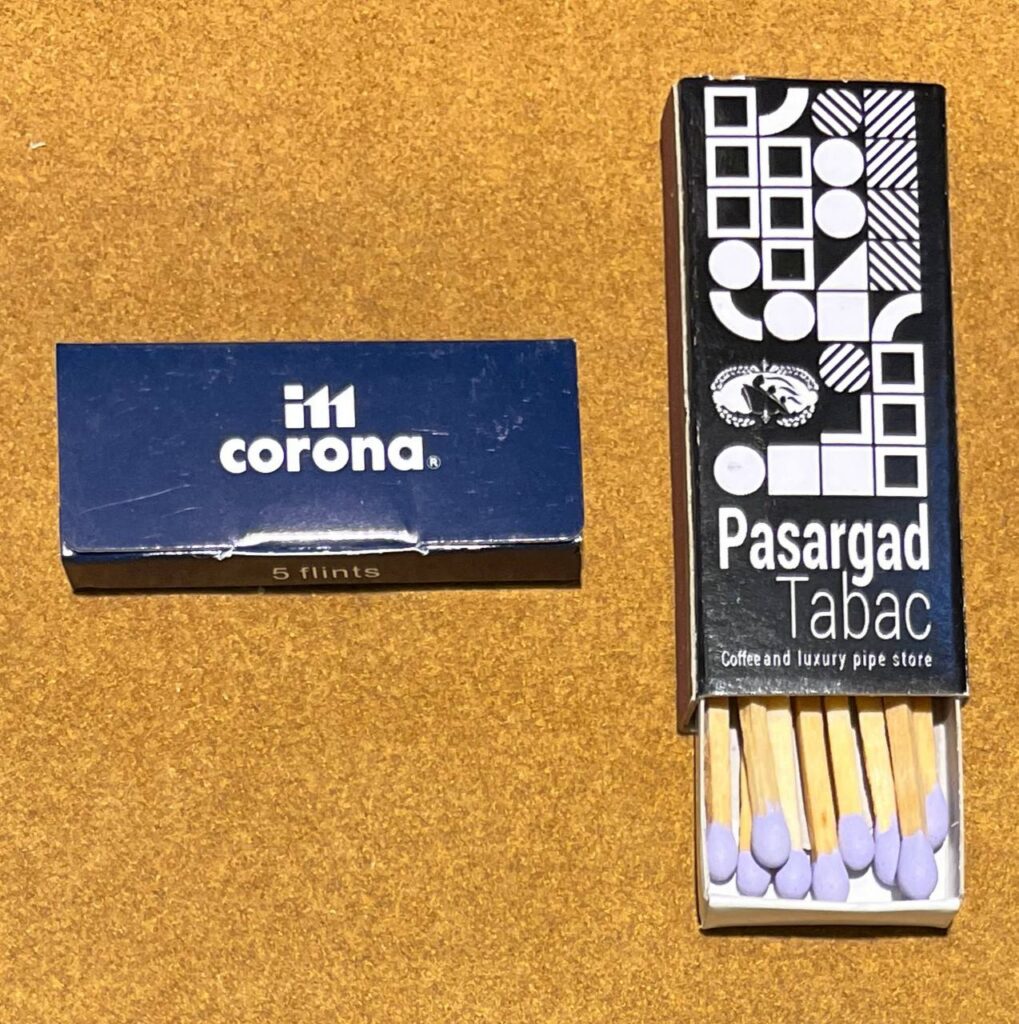 im
corona®
5 flints
Pasargad
Tabac
Coffee and luxury pipe store